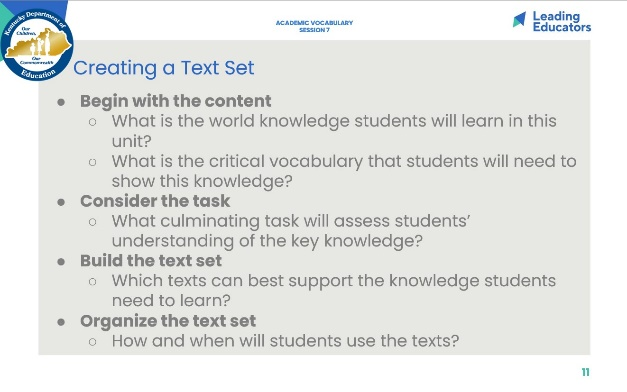 Kentucky Department of
Our Children,
Our Commonwealth
Education
ACADEMIC VOCABULARY
SESSION 7
Leading
Educators
Creating a Text Set
● Begin with the content
○ What is the world knowledge students will learn in this
unit?
○ What is the critical vocabulary that students will need to
show this knowledge?
● Consider the task
○ What culminating task will assess students’
understanding of the key knowledge?
● Build the text set
○ Which texts can best support the knowledge students
need to learn?
● Organize the text set
○ How and when will students use the texts?
11